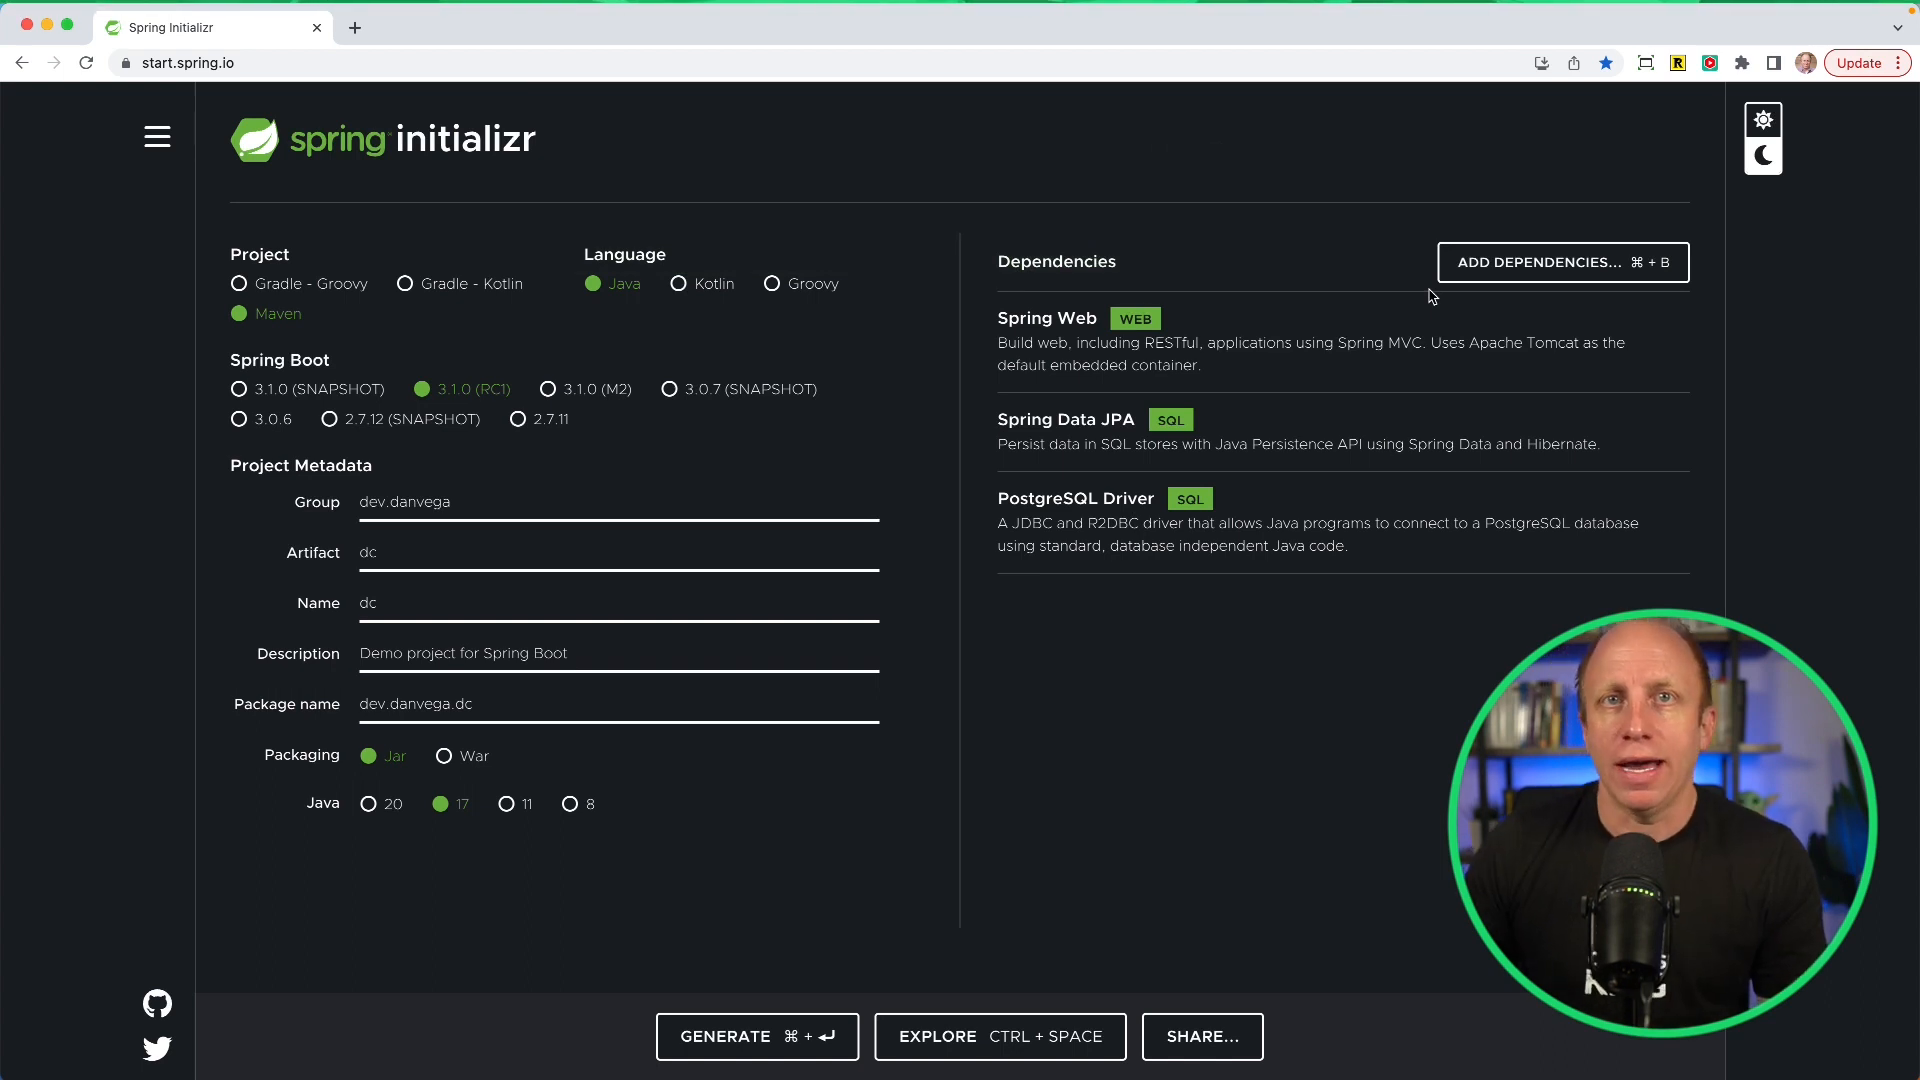 Spring Initializr
start.spring.io
Update
spring initializr
Project
Gradle - Groovy
Gradle - Kotlin
Maven
Language
Java
Kotlin
Groovy
Spring Boot
3.1.0 (SNAPSHOT)
3.1.0 (RC1)
3.1.0 (M2)
3.0.7 (SNAPSHOT)
3.0.6
2.7.12 (SNAPSHOT)
2.7.11
Project Metadata
Group dev.danvega
Artifact dc
Name dc
Description Demo project for Spring Boot
Package name dev.danvega.dc
Packaging Jar War
Java 20 17 11 8
Dependencies
ADD DEPENDENCIES... ⌘ + B
Spring Web WEB
Build web, including RESTful, applications using Spring MVC. Uses Apache Tomcat as the
default embedded container.
Spring Data JPA SQL
Persist data in SQL stores with Java Persistence API using Spring Data and Hibernate.
PostgreSQL Driver SQL
A JDBC and R2DBC driver that allows Java programs to connect to a PostgreSQL database
using standard, database independent Java code.
GENERATE ⌘ + ⏎
EXPLORE CTRL + SPACE
SHARE...